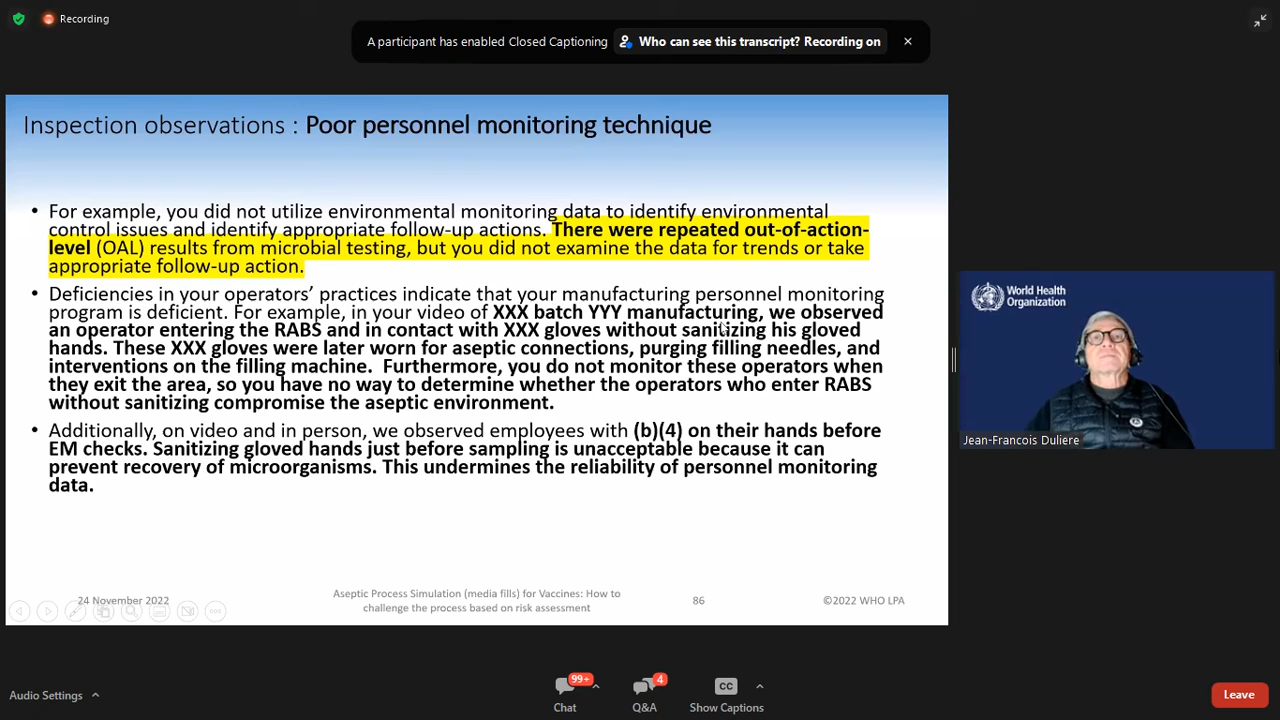 Recording
A participant has enabled Closed Captioning
Who can see this transcript? Recording on
Inspection observations : Poor personnel monitoring technique
• For example, you did not utilize environmental monitoring data to identify environmental
control issues and identify appropriate follow-up actions. There were repeated out-of-action-
level (OAL) results from microbial testing, but you did not examine the data for trends or take
appropriate follow-up action.
• Deficiencies in your operators’ practices indicate that your manufacturing personnel monitoring
program is deficient. For example, in your video of XXX batch YYY manufacturing, we observed
an operator entering the RABS and in contact with XXX gloves without sanitizing his gloved
hands. These XXX gloves were later worn for aseptic connections, purging filling needles, and
interventions on the filling machine. Furthermore, you do not monitor these operators when
they exit the area, so you have no way to determine whether the operators who enter RABS
without sanitizing compromise the aseptic environment.
• Additionally, on video and in person, we observed employees with (b)(4) on their hands before
EM checks. Sanitizing gloved hands just before sampling is unacceptable because it can
prevent recovery of microorganisms. This undermines the reliability of personnel monitoring
data.
24 November 2022
Aseptic Process Simulation (media fills) for Vaccines: How to
challenge the process based on risk assessment
86
©2022 WHO LPA
World Health
Organization
Jean-Francois Duliere
Audio Settings
99+
Chat
4
Q&A
CC
Show Captions
Leave